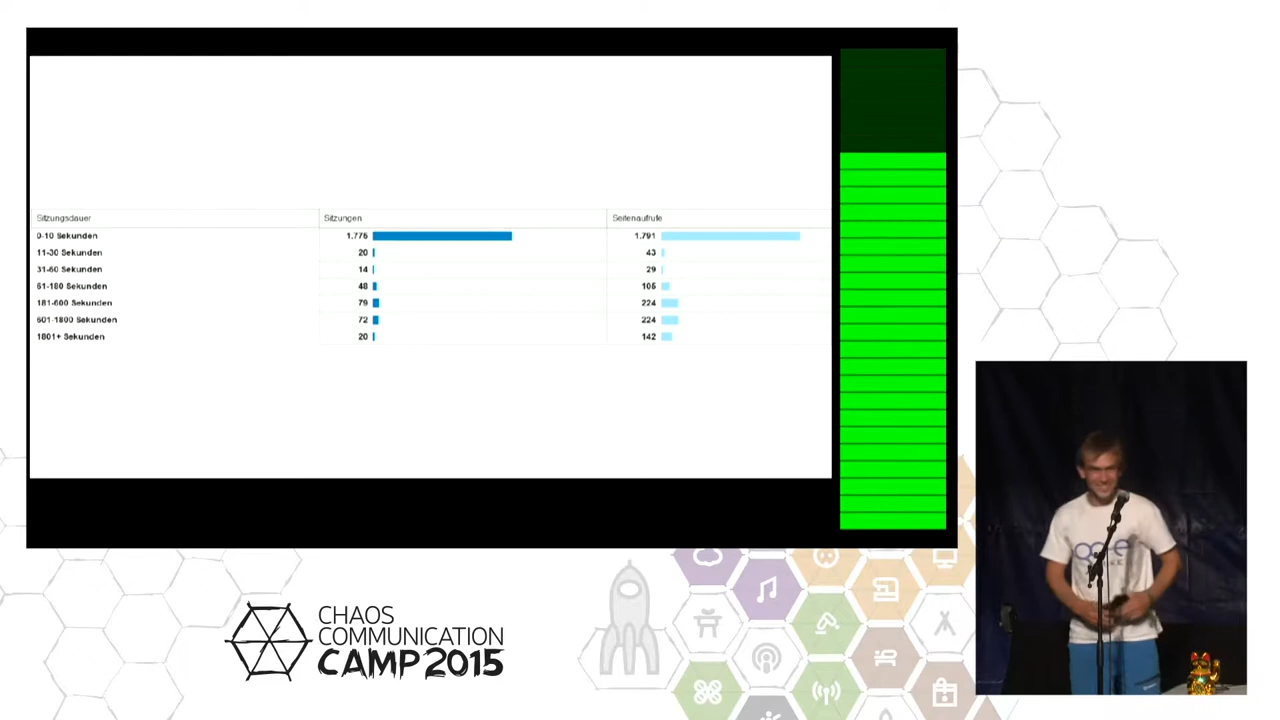 Sitzungsdauer Sitzungen Seitenaufrufe
0-10 Sekunden 1.775 1.791
11-30 Sekunden 20 43
31-60 Sekunden 14 29
61-180 Sekunden 48 105
181-600 Sekunden 79 224
601-1800 Sekunden 72 224
1801+ Sekunden 20 142
CHAOS
COMMUNICATION
CAMP 2015